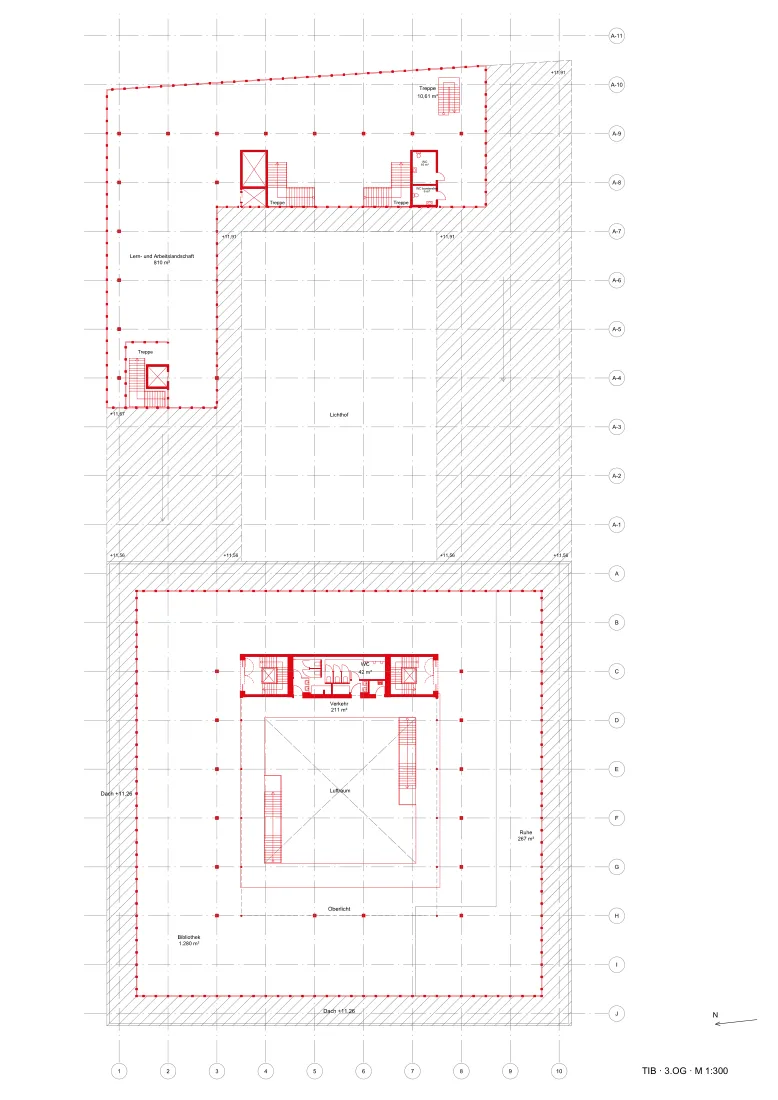 A-11
+11,91
A-10
Treppe
10,61 m²
A-9
WC
A-8
Treppe
Treppe
+11,91
+11,91
A-7
Lern- und Arbeitslandschaft
810 m²
A-6
A-5
Treppe
A-4
+11,91
Lichthof
A-3
A-2
A-1
+11,56
+11,56
+11,56
+11,56
A
B
WC
42 m²
C
Verkehr
211 m²
D
E
Luftraum
Dach +11,26
F
Ruhe
267 m²
G
Oberlicht
H
Bibliothek
1.280 m²
I
Dach +11,26
J
N
1
2
3
4
5
6
7
8
9
10
TIB · 3.OG · M 1:300